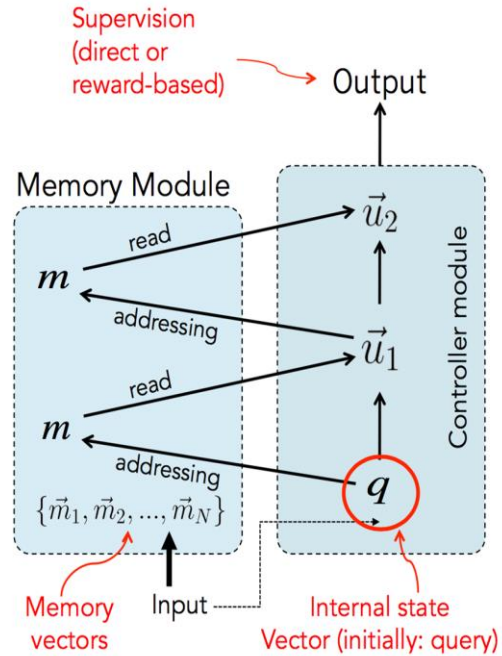 Supervision
(direct or
reward-based)
Output
Memory Module
read
m
addressing
read
m
addressing
{m⃗₁, m⃗₂, ..., m⃗_N}
u⃗₂
u⃗₁
q
Controller module
Memory
vectors
Input
Internal state
Vector (initially: query)